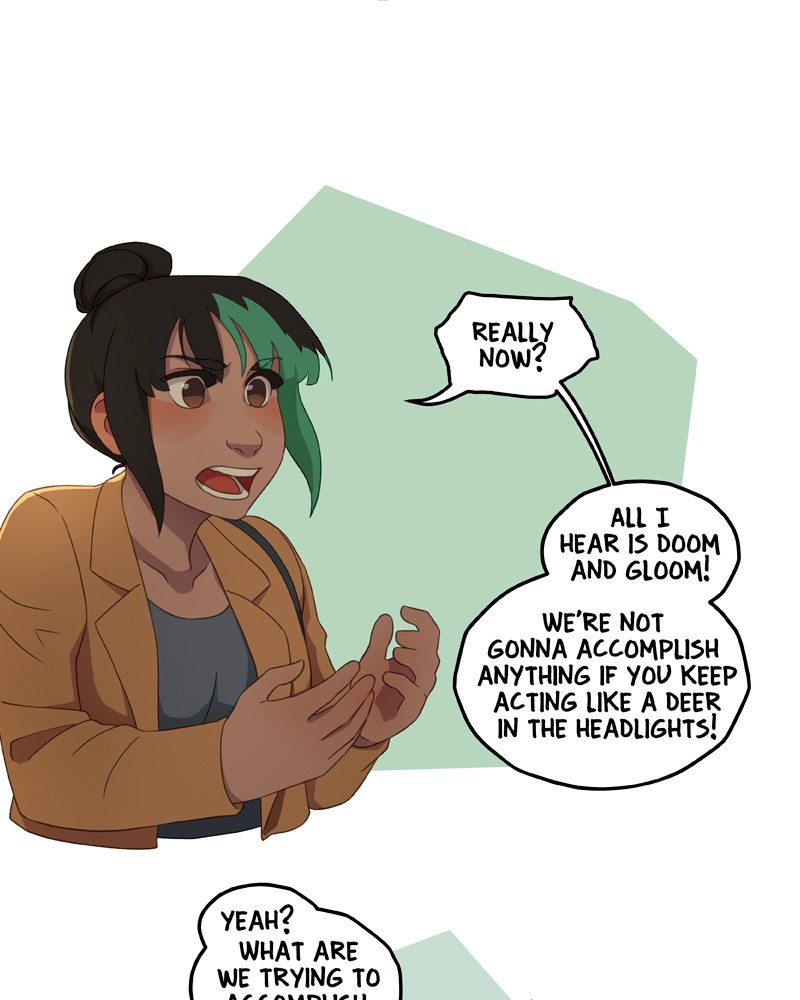 REALLY
NOW?
ALL I
HEAR IS DOOM
AND GLOOM!
WE'RE NOT
GONNA ACCOMPLISH
ANYTHING IF YOU KEEP
ACTING LIKE A DEER
IN THE HEADLIGHTS!
YEAH?
WHAT ARE
WE TRYING TO
ACCOMPLISH